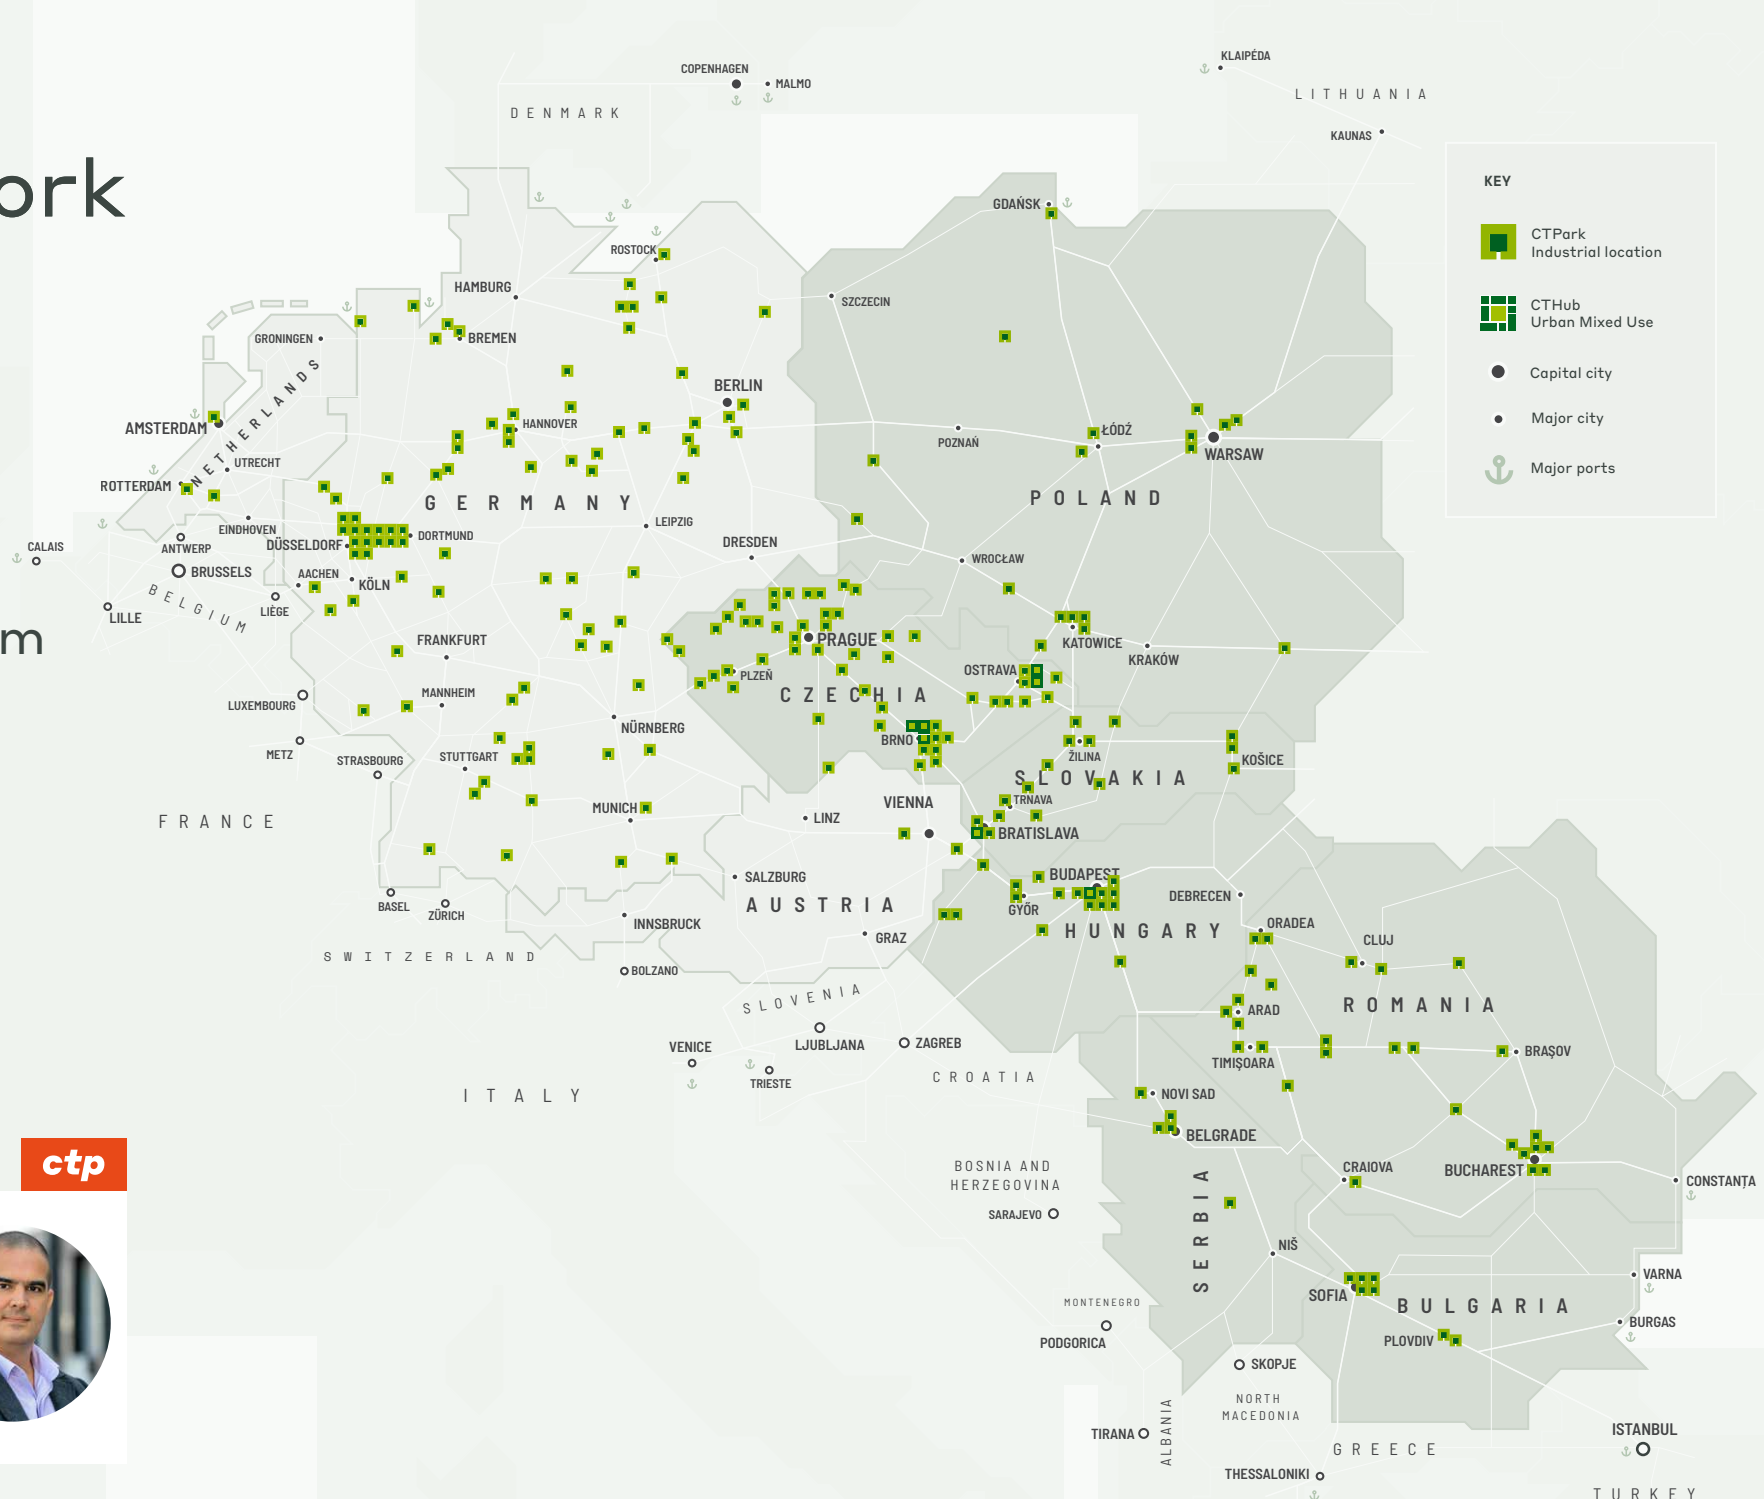 ork
m
ctp
KEY
CTPark
Industrial location
CTHub
Urban Mixed Use
Capital city
Major city
Major ports
COPENHAGEN
MALMO
DENMARK
KLAIPĖDA
LITHUANIA
KAUNAS
GDAŃSK
ROSTOCK
HAMBURG
SZCZECIN
GRONINGEN
BREMEN
NETHERLANDS
BERLIN
AMSTERDAM
HANNOVER
ŁÓDŹ
POZNAŃ
WARSAW
UTRECHT
ROTTERDAM
GERMANY
POLAND
EINDHOVEN
LEIPZIG
DORTMUND
DÜSSELDORF
ANTWERP
CALAIS
DRESDEN
WROCŁAW
BRUSSELS
AACHEN
KÖLN
BELGIUM
LIÈGE
LILLE
FRANKFURT
PRAGUE
KATOWICE
KRAKÓW
OSTRAVA
PLZEŇ
CZECHIA
MANNHEIM
LUXEMBOURG
NÜRNBERG
BRNO
METZ
STRASBOURG
STUTTGART
ŽILINA
KOŠICE
SLOVAKIA
TRNAVA
VIENNA
MUNICH
LINZ
FRANCE
BRATISLAVA
SALZBURG
BUDAPEST
DEBRECEN
BASEL
ZÜRICH
AUSTRIA
GYŐR
INNSBRUCK
ORADEA
HUNGARY
GRAZ
CLUJ
SWITZERLAND
BOLZANO
SLOVENIA
ROMANIA
ARAD
LJUBLJANA
ZAGREB
VENICE
TRIESTE
TIMIȘOARA
BRAȘOV
CROATIA
ITALY
NOVI SAD
BELGRADE
BOSNIA AND
HERZEGOVINA
CRAIOVA
BUCHAREST
CONSTANȚA
SARAJEVO
SERBIA
NIŠ
VARNA
SOFIA
BULGARIA
MONTENEGRO
BURGAS
PODGORICA
PLOVDIV
SKOPJE
NORTH
MACEDONIA
ALBANIA
TIRANA
ISTANBUL
GREECE
THESSALONIKI
TURKEY